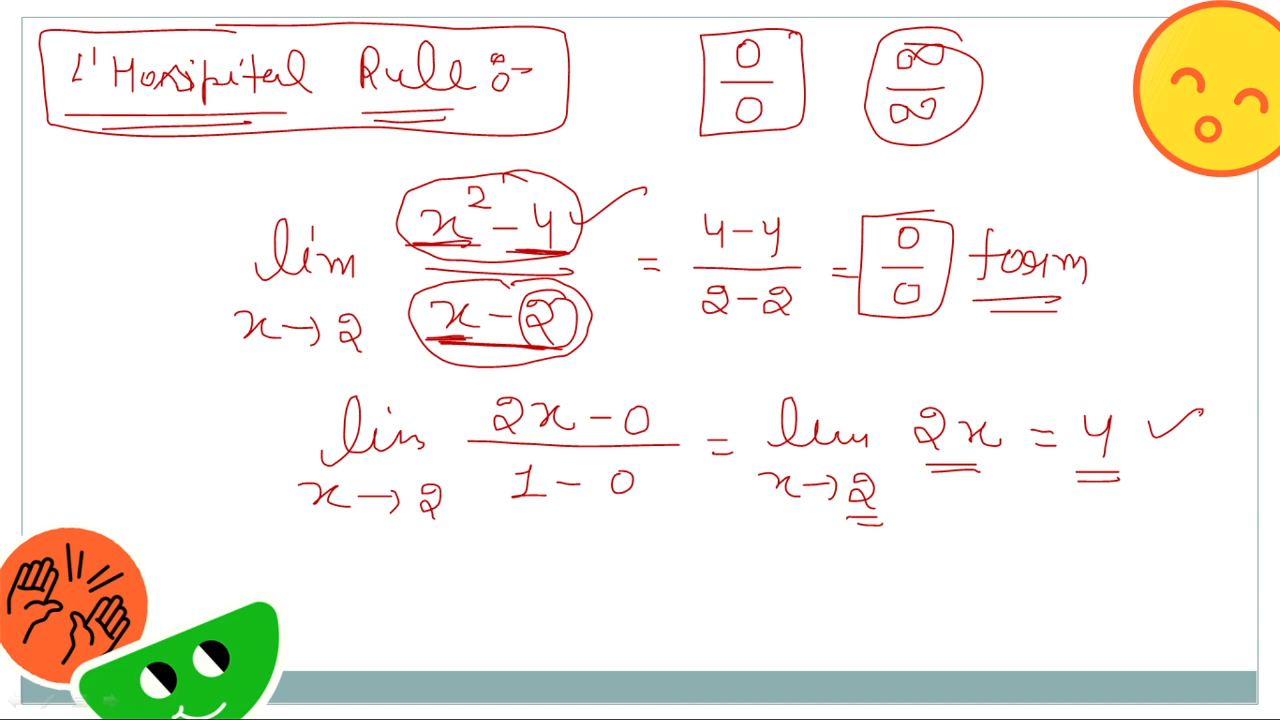 L'Hospital Rule :-   0/0   ∞/∞
lim x→2 (x² - 4)/(x - 2) = (4 - 4)/(2 - 2) = 0/0 form
lim x→2 (2x - 0)/(1 - 0) = lim x→2 2x = 4 ✓